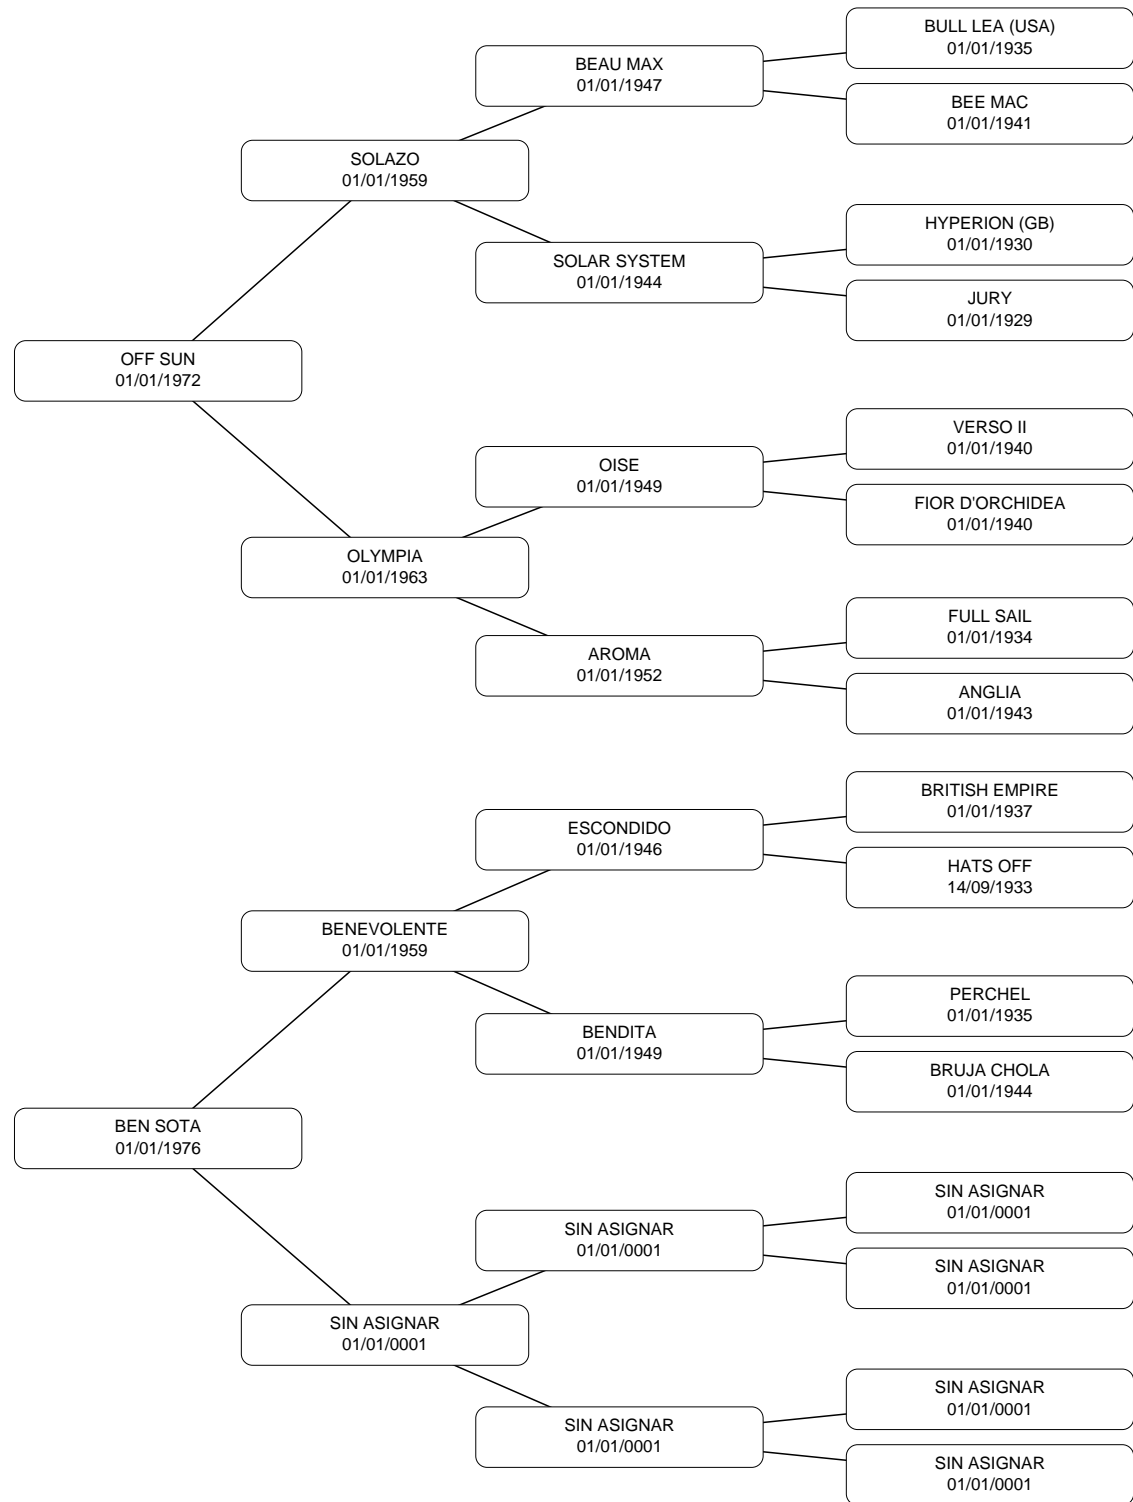 BULL LEA (USA)
01/01/1935
BEAU MAX
01/01/1947
BEE MAC
01/01/1941
SOLAZO
01/01/1959
HYPERION (GB)
01/01/1930
SOLAR SYSTEM
01/01/1944
JURY
01/01/1929
OFF SUN
01/01/1972
VERSO II
01/01/1940
OISE
01/01/1949
FIOR D'ORCHIDEA
01/01/1940
OLYMPIA
01/01/1963
FULL SAIL
01/01/1934
AROMA
01/01/1952
ANGLIA
01/01/1943
BRITISH EMPIRE
01/01/1937
ESCONDIDO
01/01/1946
HATS OFF
14/09/1933
BENEVOLENTE
01/01/1959
PERCHEL
01/01/1935
BENDITA
01/01/1949
BRUJA CHOLA
01/01/1944
BEN SOTA
01/01/1976
SIN ASIGNAR
01/01/0001
SIN ASIGNAR
01/01/0001
SIN ASIGNAR
01/01/0001
SIN ASIGNAR
01/01/0001
SIN ASIGNAR
01/01/0001
SIN ASIGNAR
01/01/0001
SIN ASIGNAR
01/01/0001